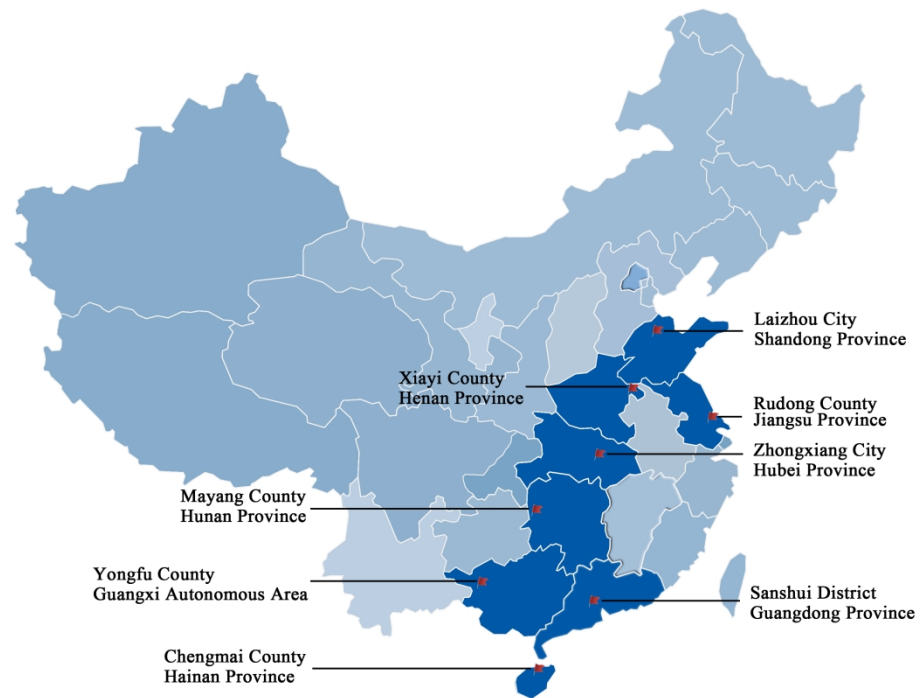 Laizhou City
Shandong Province
Xiayi County
Henan Province
Rudong County
Jiangsu Province
Zhongxiang City
Hubei Province
Mayang County
Hunan Province
Yongfu County
Guangxi Autonomous Area
Sanshui District
Guangdong Province
Chengmai County
Hainan Province